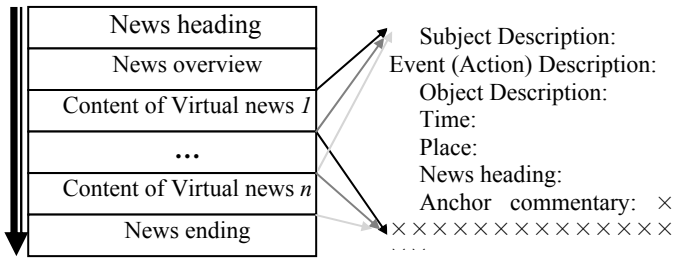 News heading
News overview
Content of Virtual news 1
...
Content of Virtual news n
News ending
Subject Description:
Event (Action) Description:
Object Description:
Time:
Place:
News heading:
Anchor commentary: ×
× × × × × × × × × × × × × ×
....